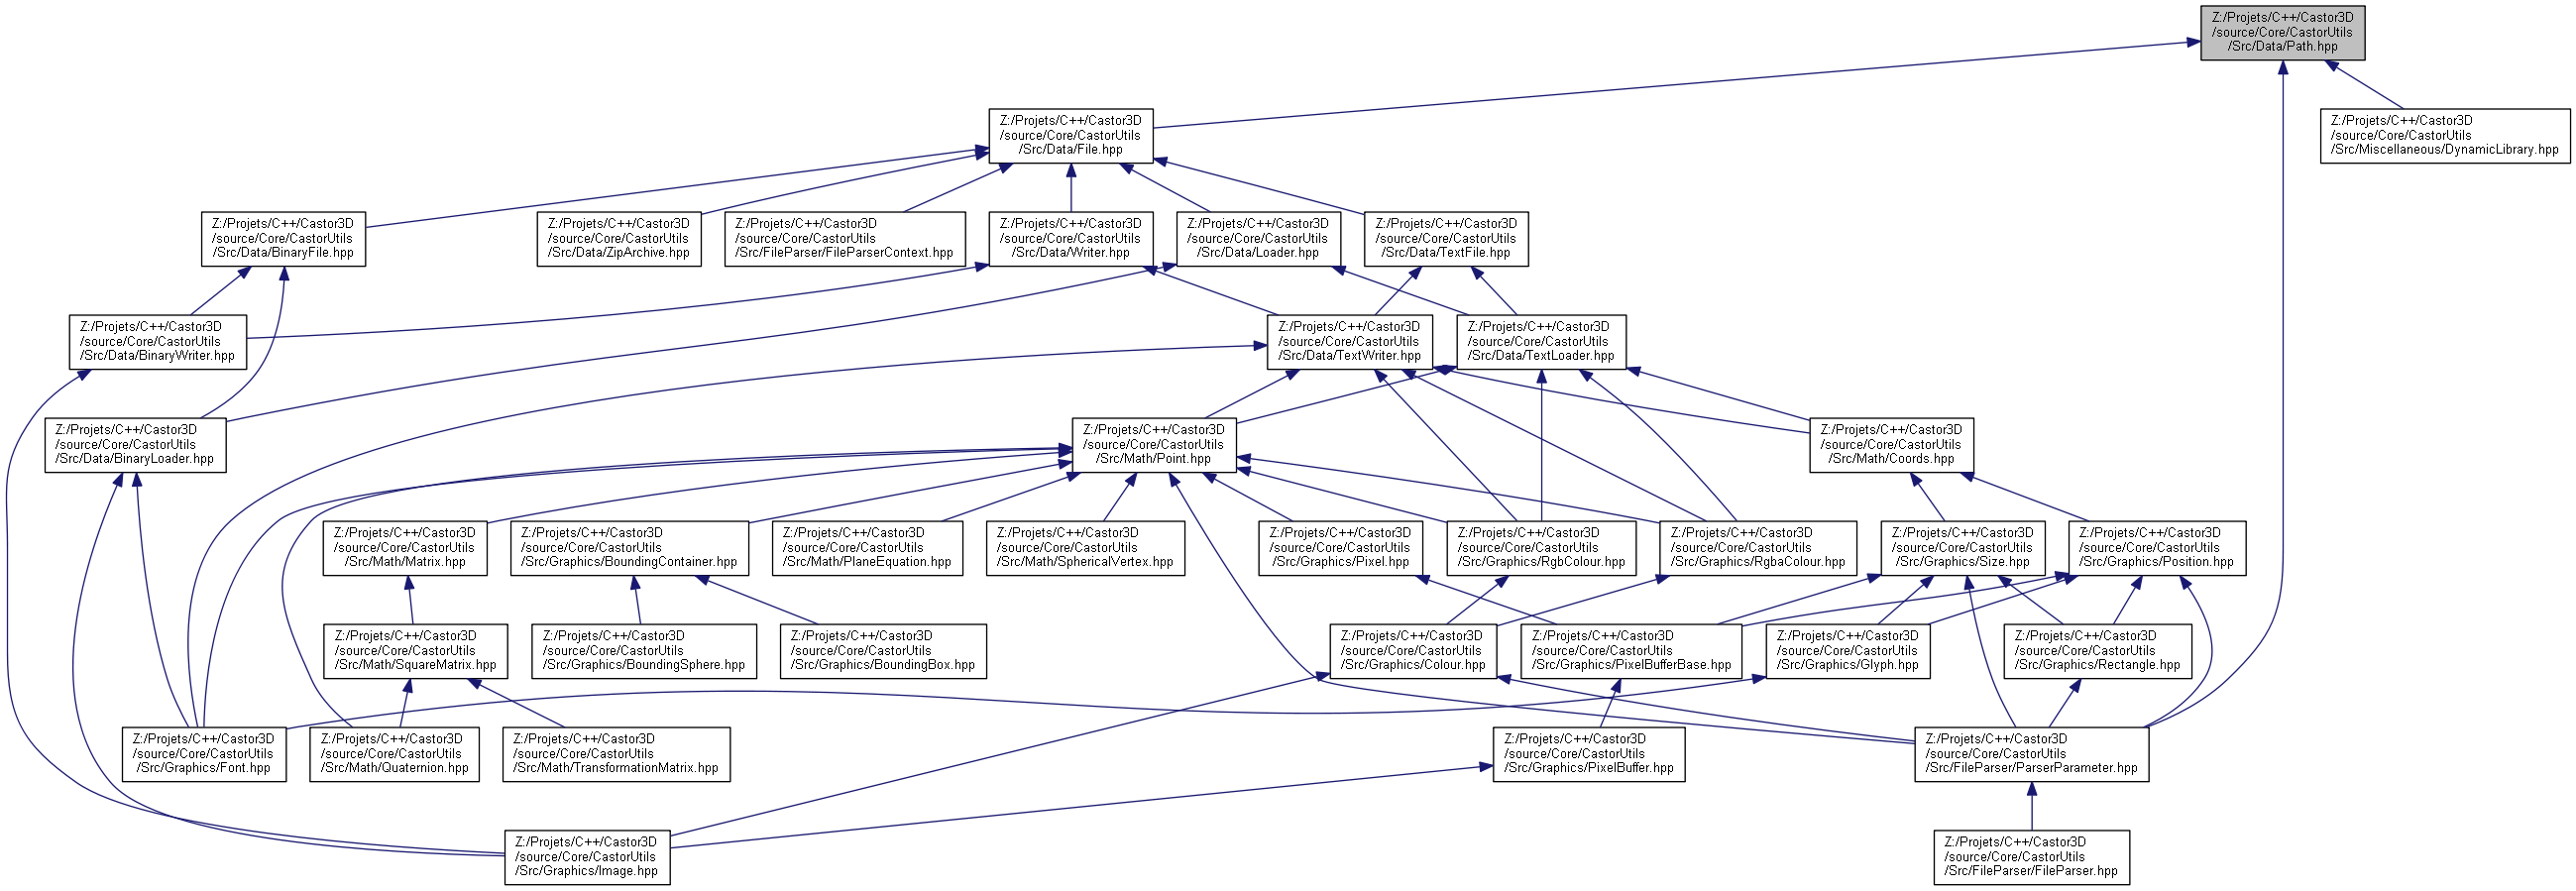 Z:/Projets/C++/Castor3D
/source/Core/CastorUtils
/Src/Data/Path.hpp
Z:/Projets/C++/Castor3D
/source/Core/CastorUtils
/Src/Data/File.hpp
Z:/Projets/C++/Castor3D
/source/Core/CastorUtils
/Src/Miscellaneous/DynamicLibrary.hpp
Z:/Projets/C++/Castor3D
/source/Core/CastorUtils
/Src/Data/BinaryFile.hpp
Z:/Projets/C++/Castor3D
/source/Core/CastorUtils
/Src/Data/ZipArchive.hpp
Z:/Projets/C++/Castor3D
/source/Core/CastorUtils
/Src/FileParser/FileParserContext.hpp
Z:/Projets/C++/Castor3D
/source/Core/CastorUtils
/Src/Data/Writer.hpp
Z:/Projets/C++/Castor3D
/source/Core/CastorUtils
/Src/Data/Loader.hpp
Z:/Projets/C++/Castor3D
/source/Core/CastorUtils
/Src/Data/TextFile.hpp
Z:/Projets/C++/Castor3D
/source/Core/CastorUtils
/Src/Data/BinaryWriter.hpp
Z:/Projets/C++/Castor3D
/source/Core/CastorUtils
/Src/Data/TextWriter.hpp
Z:/Projets/C++/Castor3D
/source/Core/CastorUtils
/Src/Data/TextLoader.hpp
Z:/Projets/C++/Castor3D
/source/Core/CastorUtils
/Src/Data/BinaryLoader.hpp
Z:/Projets/C++/Castor3D
/source/Core/CastorUtils
/Src/Math/Point.hpp
Z:/Projets/C++/Castor3D
/source/Core/CastorUtils
/Src/Math/Coords.hpp
Z:/Projets/C++/Castor3D
/source/Core/CastorUtils
/Src/Math/Matrix.hpp
Z:/Projets/C++/Castor3D
/source/Core/CastorUtils
/Src/Graphics/BoundingContainer.hpp
Z:/Projets/C++/Castor3D
/source/Core/CastorUtils
/Src/Math/PlaneEquation.hpp
Z:/Projets/C++/Castor3D
/source/Core/CastorUtils
/Src/Math/SphericalVertex.hpp
Z:/Projets/C++/Castor3D
/source/Core/CastorUtils
/Src/Graphics/Pixel.hpp
Z:/Projets/C++/Castor3D
/source/Core/CastorUtils
/Src/Graphics/RgbColour.hpp
Z:/Projets/C++/Castor3D
/source/Core/CastorUtils
/Src/Graphics/RgbaColour.hpp
Z:/Projets/C++/Castor3D
/source/Core/CastorUtils
/Src/Graphics/Size.hpp
Z:/Projets/C++/Castor3D
/source/Core/CastorUtils
/Src/Graphics/Position.hpp
Z:/Projets/C++/Castor3D
/source/Core/CastorUtils
/Src/Math/SquareMatrix.hpp
Z:/Projets/C++/Castor3D
/source/Core/CastorUtils
/Src/Graphics/BoundingSphere.hpp
Z:/Projets/C++/Castor3D
/source/Core/CastorUtils
/Src/Graphics/BoundingBox.hpp
Z:/Projets/C++/Castor3D
/source/Core/CastorUtils
/Src/Graphics/Colour.hpp
Z:/Projets/C++/Castor3D
/source/Core/CastorUtils
/Src/Graphics/PixelBufferBase.hpp
Z:/Projets/C++/Castor3D
/source/Core/CastorUtils
/Src/Graphics/Glyph.hpp
Z:/Projets/C++/Castor3D
/source/Core/CastorUtils
/Src/Graphics/Rectangle.hpp
Z:/Projets/C++/Castor3D
/source/Core/CastorUtils
/Src/Graphics/Font.hpp
Z:/Projets/C++/Castor3D
/source/Core/CastorUtils
/Src/Math/Quaternion.hpp
Z:/Projets/C++/Castor3D
/source/Core/CastorUtils
/Src/Math/TransformationMatrix.hpp
Z:/Projets/C++/Castor3D
/source/Core/CastorUtils
/Src/Graphics/PixelBuffer.hpp
Z:/Projets/C++/Castor3D
/source/Core/CastorUtils
/Src/FileParser/ParserParameter.hpp
Z:/Projets/C++/Castor3D
/source/Core/CastorUtils
/Src/Graphics/Image.hpp
Z:/Projets/C++/Castor3D
/source/Core/CastorUtils
/Src/FileParser/FileParser.hpp